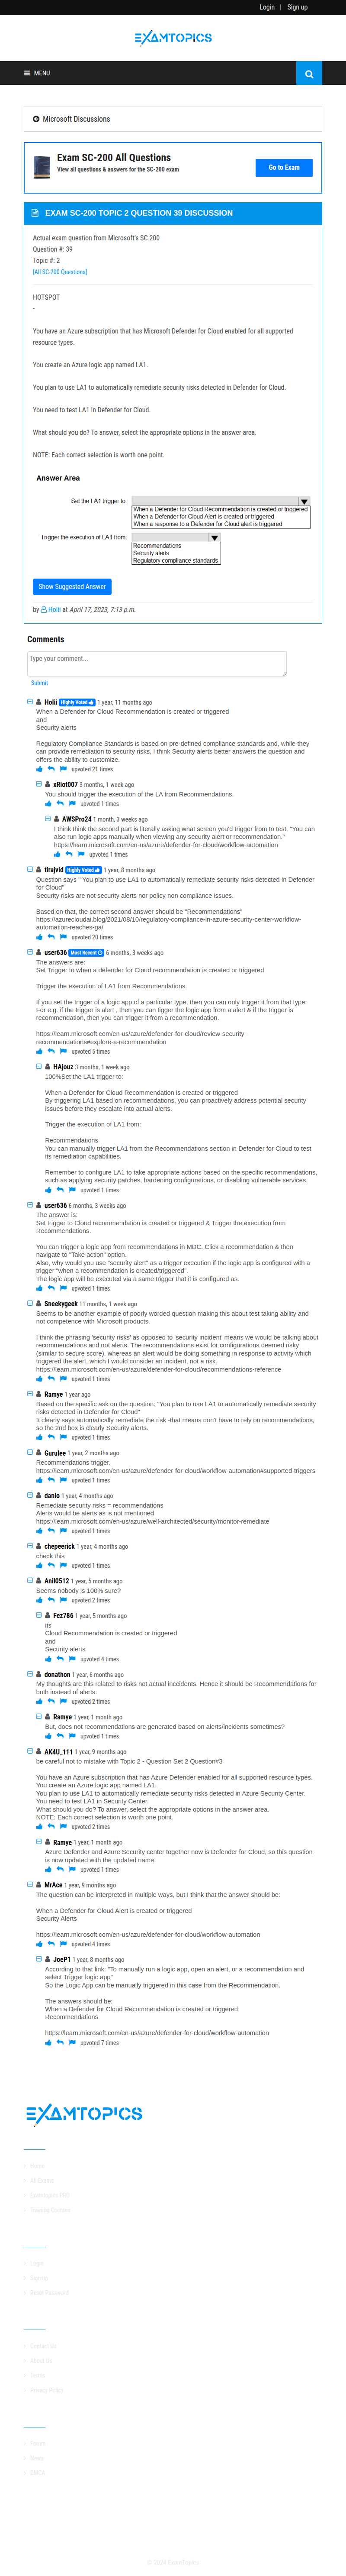 Login | Sign up
EXAMTOPICS
MENU
Microsoft Discussions
Exam SC-200 All Questions
View all questions & answers for the SC-200 exam
Go to Exam
EXAM SC-200 TOPIC 2 QUESTION 39 DISCUSSION
Actual exam question from Microsoft's SC-200
Question #: 39
Topic #: 2
[All SC-200 Questions]
HOTSPOT
-
You have an Azure subscription that has Microsoft Defender for Cloud enabled for all supported
resource types.
You create an Azure logic app named LA1.
You plan to use LA1 to automatically remediate security risks detected in Defender for Cloud.
You need to test LA1 in Defender for Cloud.
What should you do? To answer, select the appropriate options in the answer area.
NOTE: Each correct selection is worth one point.
Answer Area
Set the LA1 trigger to:
When a Defender for Cloud Recommendation is created or triggered
When a Defender for Cloud Alert is created or triggered
When a response to a Defender for Cloud alert is triggered
Trigger the execution of LA1 from:
Recommendations
Security alerts
Regulatory compliance standards
Show Suggested Answer
by Holii at April 17, 2023, 7:13 p.m.
Comments
Type your comment...
Submit
Holii Highly Voted 1 year, 11 months ago
When a Defender for Cloud Recommendation is created or triggered
and
Security alerts
Regulatory Compliance Standards is based on pre-defined compliance standards and, while they
can provide remediation to security risks, I think Security alerts better answers the question and
offers the ability to customize.
upvoted 21 times
xRiot007 3 months, 1 week ago
You should trigger the execution of the LA from Recommendations.
upvoted 1 times
AWSPro24 1 month, 3 weeks ago
I think think the second part is literally asking what screen you'd trigger from to test. "You can
also run logic apps manually when viewing any security alert or recommendation."
https://learn.microsoft.com/en-us/azure/defender-for-cloud/workflow-automation
upvoted 1 times
tirajvid Highly Voted 1 year, 8 months ago
Question says " You plan to use LA1 to automatically remediate security risks detected in Defender
for Cloud"
Security risks are not security alerts nor policy non compliance issues.
Based on that, the correct second answer should be "Recommendations"
https://azurecloudai.blog/2021/08/10/regulatory-compliance-in-azure-security-center-workflow-
automation-reaches-ga/
upvoted 20 times
user636 Most Recent 6 months, 3 weeks ago
The answers are:
Set Trigger to when a defender for Cloud recommendation is created or triggered
Trigger the execution of LA1 from Recommendations.
If you set the trigger of a logic app of a particular type, then you can only trigger it from that type.
For e.g. if the trigger is alert , then you can tigger the logic app from a alert & if the trigger is
recommendation, then you can trigger it from a recommendation.
https://learn.microsoft.com/en-us/azure/defender-for-cloud/review-security-
recommendations#explore-a-recommendation
upvoted 5 times
HAjouz 3 months, 1 week ago
100%Set the LA1 trigger to:
When a Defender for Cloud Recommendation is created or triggered
By triggering LA1 based on recommendations, you can proactively address potential security
issues before they escalate into actual alerts.
Trigger the execution of LA1 from:
Recommendations
You can manually trigger LA1 from the Recommendations section in Defender for Cloud to test
its remediation capabilities.
Remember to configure LA1 to take appropriate actions based on the specific recommendations,
such as applying security patches, hardening configurations, or disabling vulnerable services.
upvoted 1 times
user636 6 months, 3 weeks ago
The answer is:
Set trigger to Cloud recommendation is created or triggered & Trigger the execution from
Recommendations.
You can trigger a logic app from recommendations in MDC. Click a recommendation & then
navigate to "Take action" option.
Also, why would you use "security alert" as a trigger execution if the logic app is configured with a
trigger "when a recommendation is created/triggered".
The logic app will be executed via a same trigger that it is configured as.
upvoted 1 times
Sneekygeek 11 months, 1 week ago
Seems to be another example of poorly worded question making this about test taking ability and
not competence with Microsoft products.
I think the phrasing 'security risks' as opposed to 'security incident' means we would be talking about
recommendations and not alerts. The recommendations exist for configurations deemed risky
(similar to secure score), whereas an alert would be doing something in response to activity which
triggered the alert, which I would consider an incident, not a risk.
https://learn.microsoft.com/en-us/azure/defender-for-cloud/recommendations-reference
upvoted 1 times
Ramye 1 year ago
Based on the specific ask on the question: "You plan to use LA1 to automatically remediate security
risks detected in Defender for Cloud"
It clearly says automatically remediate the risk -that means don't have to rely on recommendations,
so the 2nd box is clearly Security alerts.
upvoted 1 times
Gurulee 1 year, 2 months ago
Recommendations trigger.
https://learn.microsoft.com/en-us/azure/defender-for-cloud/workflow-automation#supported-triggers
upvoted 1 times
danlo 1 year, 4 months ago
Remediate security risks = recommendations
Alerts would be alerts as is not mentioned
https://learn.microsoft.com/en-us/azure/well-architected/security/monitor-remediate
upvoted 1 times
chepeerick 1 year, 4 months ago
check this
upvoted 1 times
Anil0512 1 year, 5 months ago
Seems nobody is 100% sure?
upvoted 2 times
Fez786 1 year, 5 months ago
its
Cloud Recommendation is created or triggered
and
Security alerts
upvoted 4 times
donathon 1 year, 6 months ago
My thoughts are this is related to risks not actual incidences. Hence it should be Recommendations for
both instead of alerts.
upvoted 2 times
Ramye 1 year, 1 month ago
But, does not recommendations are generated based on alerts/incidents sometimes?
upvoted 1 times
AK4U_111 1 year, 9 months ago
be careful not to mistake with Topic 2 - Question Set 2 Question#3
You have an Azure subscription that has Azure Defender enabled for all supported resource types.
You create an Azure logic app named LA1.
You plan to use LA1 to automatically remediate security risks detected in Azure Security Center.
You need to test LA1 in Security Center.
What should you do? To answer, select the appropriate options in the answer area.
NOTE: Each correct selection is worth one point.
upvoted 2 times
Ramye 1 year, 1 month ago
Azure Defender and Azure Security center together now is Defender for Cloud, so this question
is now updated with the updated name.
upvoted 1 times
MrAce 1 year, 9 months ago
The question can be interpreted in multiple ways, but I think that the answer should be:
When a Defender for Cloud Alert is created or triggered
Security Alerts
https://learn.microsoft.com/en-us/azure/defender-for-cloud/workflow-automation
upvoted 4 times
JoeP1 1 year, 8 months ago
According to that link: "To manually run a logic app, open an alert, or a recommendation and
select Trigger logic app"
So the Logic App can be manually triggered in this case from the Recommendation.
The answers should be:
When a Defender for Cloud Recommendation is created or triggered
Recommendations
https://learn.microsoft.com/en-us/azure/defender-for-cloud/workflow-automation
upvoted 7 times
EXAMTOPICS
Home
All Exams
Examtopics PRO
Training Courses
Login
Sign up
Reset Password
Contact Us
About Us
Terms
Privacy Policy
Forum
News
DMCA
© 2024 ExamTopics